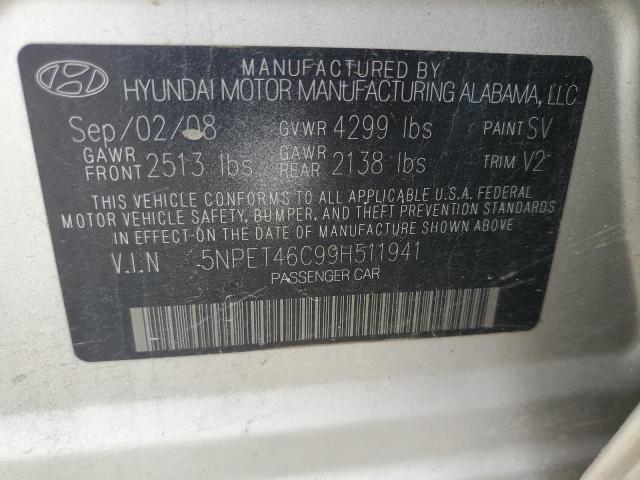 MANUFACTURED BY
HYUNDAI MOTOR MANUFACTURING ALABAMA, LLC
Sep/02/08 GVWR 4299 lbs PAINT SV
GAWR FRONT 2513 lbs GAWR REAR 2138 lbs TRIM V2
THIS VEHICLE CONFORMS TO ALL APPLICABLE U.S.A. FEDERAL
MOTOR VEHICLE SAFETY, BUMPER, AND THEFT PREVENTION STANDARDS
IN EFFECT ON THE DATE OF MANUFACTURE SHOWN ABOVE
V.I.N 5NPET46C99H511941
PASSENGER CAR